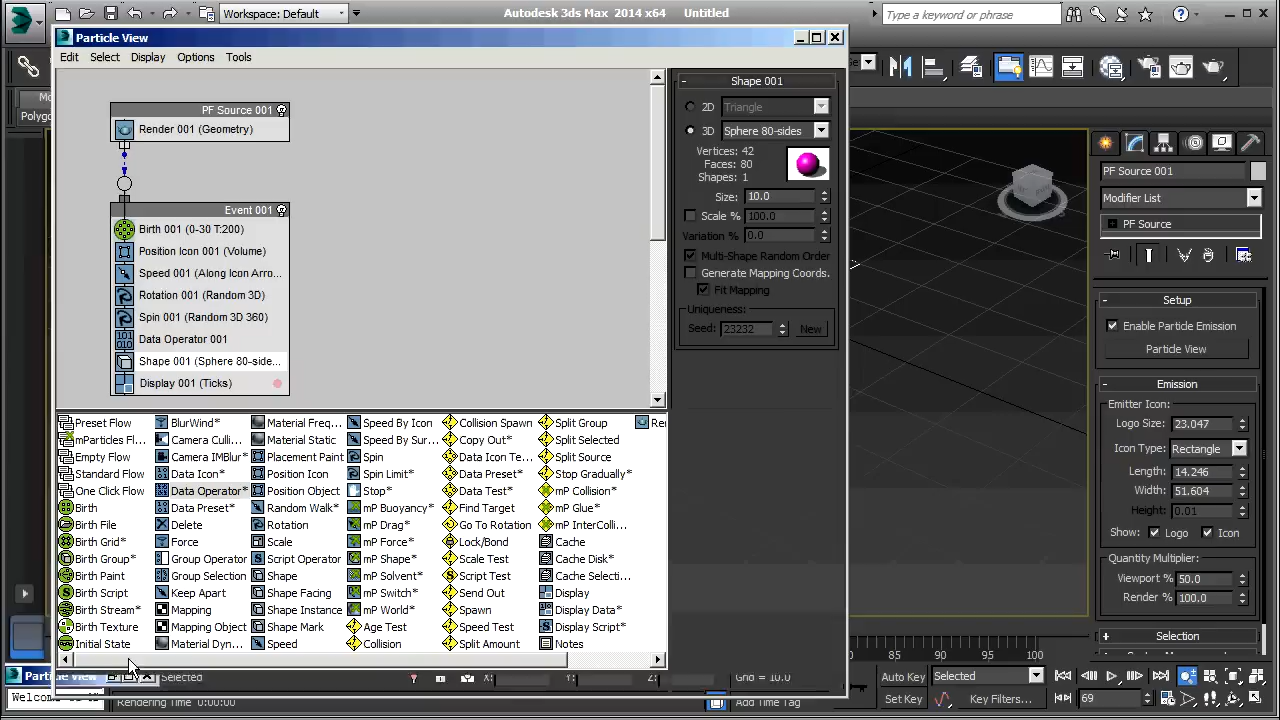 Workspace: Default
Autodesk 3ds Max  2014 x64     Untitled
Type a keyword or phrase
Particle View
Edit
Select
Display
Options
Tools
PF Source 001
Render 001 (Geometry)
Event 001
Birth 001 (0-30 T:200)
Position Icon 001 (Volume)
Speed 001 (Along Icon Arro...
Rotation 001 (Random 3D)
Spin 001 (Random 3D 360)
Data Operator 001
Shape 001 (Sphere 80-side...
Display 001 (Ticks)
Shape 001
2D
Triangle
3D
Sphere 80-sides
Vertices: 42
Faces: 80
Shapes: 1
Size: 10.0
Scale % 100.0
Variation % 0.0
Multi-Shape Random Order
Generate Mapping Coords.
Fit Mapping
Uniqueness:
Seed: 23232 New
Preset Flow
mParticles Fl...
Empty Flow
Standard Flow
One Click Flow
Birth
Birth File
Birth Grid*
Birth Group*
Birth Paint
Birth Script
Birth Stream*
Birth Texture
Initial State
BlurWind*
Camera Culli...
Camera IMBlur*
Data Icon*
Data Operator*
Data Preset*
Delete
Force
Group Operator
Group Selection
Keep Apart
Mapping
Mapping Object
Material Dyn...
Material Freq...
Material Static
Placement Paint
Position Icon
Position Object
Random Walk*
Rotation
Scale
Script Operator
Shape
Shape Facing
Shape Instance
Shape Mark
Speed
Speed By Icon
Speed By Sur...
Spin
Spin Limit*
Stop*
mP Buoyancy*
mP Drag*
mP Force*
mP Shape*
mP Solvent*
mP Switch*
mP World*
Age Test
Collision
Collision Spawn
Copy Out*
Data Icon Te...
Data Preset*
Data Test*
Find Target
Go To Rotation
Lock/Bond
Scale Test
Script Test
Send Out
Spawn
Speed Test
Split Amount
Split Group
Split Selected
Split Source
Stop Gradually*
mP Collision*
mP Glue*
mP InterColli...
Cache
Cache Disk*
Cache Selecti...
Display
Display Data*
Display Script*
Notes
PF Source 001
Modifier List
PF Source
Setup
Enable Particle Emission
Particle View
Emission
Emitter Icon:
Logo Size: 23.047
Icon Type: Rectangle
Length: 14.246
Width: 51.604
Height: 0.01
Show: Logo Icon
Quantity Multiplier:
Viewport % 50.0
Render % 100.0
Selection
85 90 95 100
Particle View
Selected
X:
Y:
Z:
Grid = 10.0
Auto Key
Selected
Rendering Time 0:00:00
Add Time Tag
Set Key
Key Filters...
69